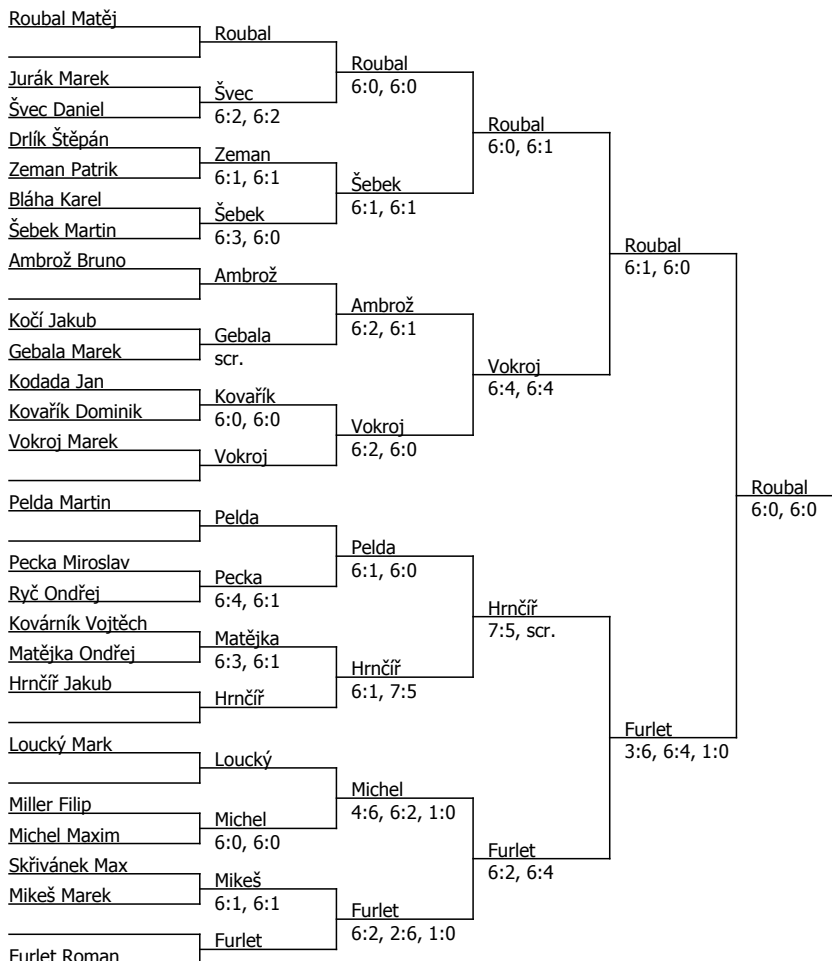 Roubal Matěj
Jurák Marek
Švec Daniel
Drlík Štěpán
Zeman Patrik
Bláha Karel
Šebek Martin
Ambrož Bruno
Kočí Jakub
Gebala Marek
Kodada Jan
Kovařík Dominik
Vokroj Marek
Pelda Martin
Pecka Miroslav
Ryč Ondřej
Kovárník Vojtěch
Matějka Ondřej
Hrnčíř Jakub
Loucký Mark
Miller Filip
Michel Maxim
Skřivánek Max
Mikeš Marek
Furlet Roman
Roubal
Švec
6:2, 6:2
Zeman
6:1, 6:1
Šebek
6:3, 6:0
Ambrož
Gebala
scr.
Kovařík
6:0, 6:0
Vokroj
Pelda
Pecka
6:4, 6:1
Matějka
6:3, 6:1
Hrnčíř
Loucký
Michel
6:0, 6:0
Mikeš
6:1, 6:1
Furlet
Roubal
6:0, 6:0
Šebek
6:1, 6:1
Ambrož
6:2, 6:1
Vokroj
6:2, 6:0
Pelda
6:1, 6:0
Hrnčíř
6:1, 7:5
Michel
4:6, 6:2, 1:0
Furlet
6:2, 2:6, 1:0
Roubal
6:0, 6:1
Vokroj
6:4, 6:4
Hrnčíř
7:5, scr.
Furlet
6:2, 6:4
Roubal
6:1, 6:0
Furlet
3:6, 6:4, 1:0
Roubal
6:0, 6:0